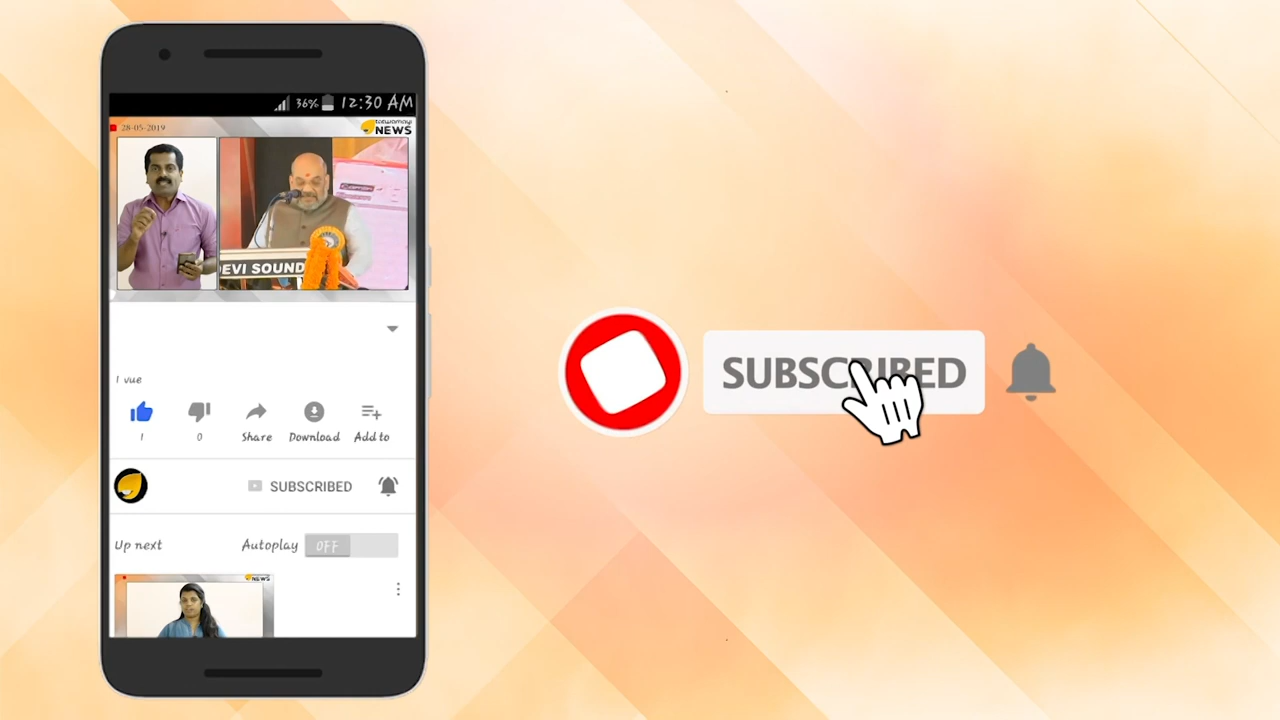 36% 12:30 AM
28-05-2019
NEWS
DEVI SOUND
1 vue
1
0
Share
Download
Add to
SUBSCRIBED
Up next
Autoplay
OFF
NEWS
SUBSCRIBED